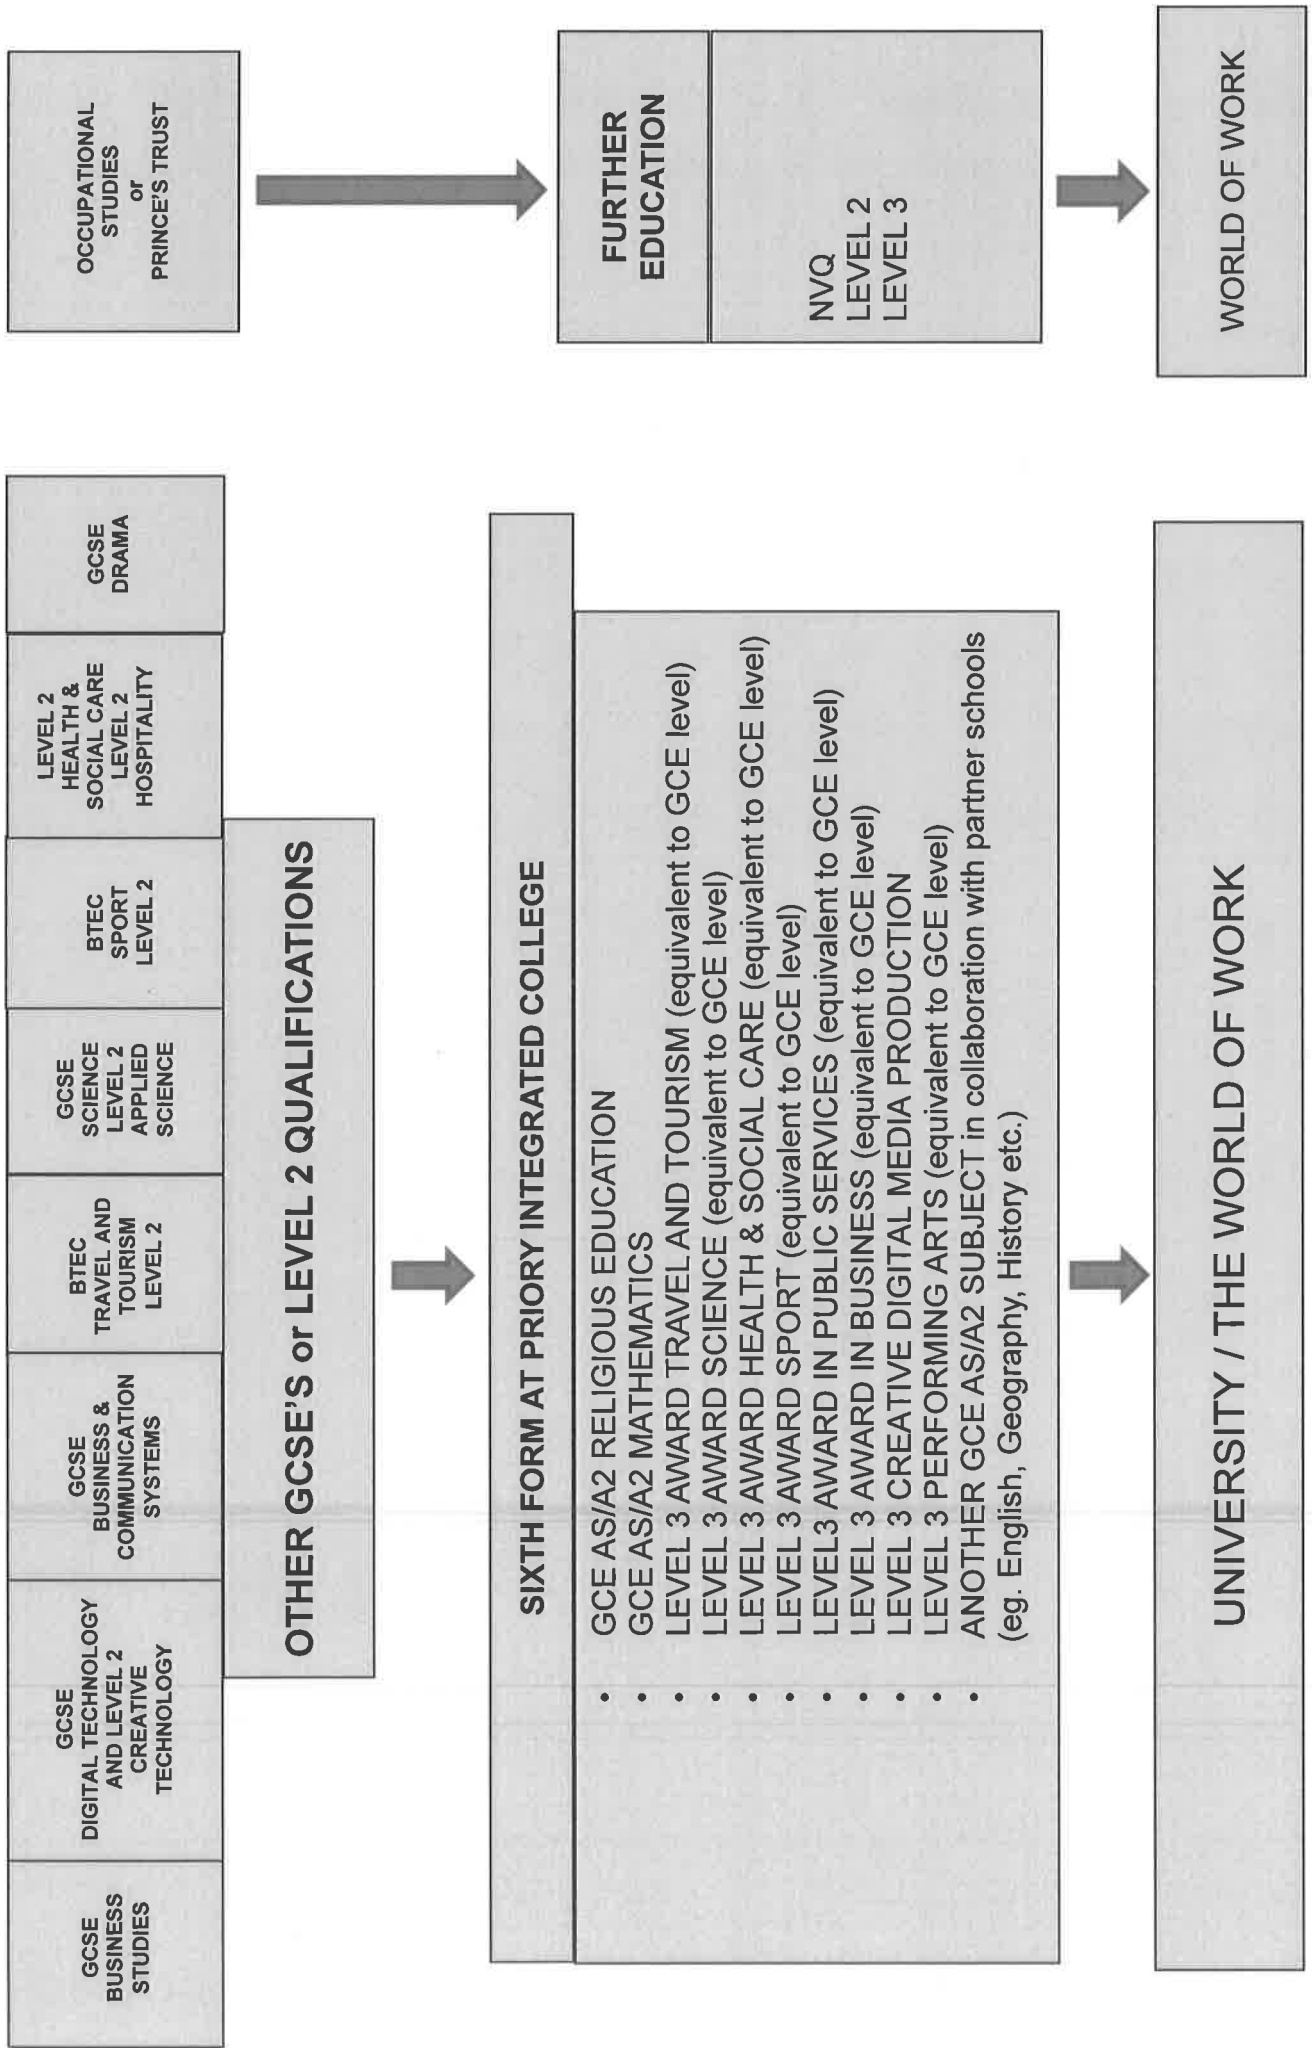 GCSE
BUSINESS
STUDIES
GCSE
DIGITAL TECHNOLOGY
AND LEVEL 2
CREATIVE
TECHNOLOGY
GCSE
BUSINESS &
COMMUNICATION
SYSTEMS
BTEC
TRAVEL AND
TOURISM
LEVEL 2
GCSE
SCIENCE
LEVEL 2
APPLIED
SCIENCE
BTEC
SPORT
LEVEL 2
LEVEL 2
HEALTH &
SOCIAL CARE
LEVEL 2
HOSPITALITY
GCSE
DRAMA
OTHER GCSE'S or LEVEL 2 QUALIFICATIONS
SIXTH FORM AT PRIORY INTEGRATED COLLEGE
• GCE AS/A2 RELIGIOUS EDUCATION
• GCE AS/A2 MATHEMATICS
• LEVEL 3 AWARD TRAVEL AND TOURISM (equivalent to GCE level)
• LEVEL 3 AWARD SCIENCE (equivalent to GCE level)
• LEVEL 3 AWARD HEALTH & SOCIAL CARE (equivalent to GCE level)
• LEVEL 3 AWARD SPORT (equivalent to GCE level)
• LEVEL3 AWARD IN PUBLIC SERVICES (equivalent to GCE level)
• LEVEL 3 AWARD IN BUSINESS (equivalent to GCE level)
• LEVEL 3 CREATIVE DIGITAL MEDIA PRODUCTION
• LEVEL 3 PERFORMING ARTS (equivalent to GCE level)
• ANOTHER GCE AS/A2 SUBJECT in collaboration with partner schools
(eg. English, Geography, History etc.)
UNIVERSITY / THE WORLD OF WORK
OCCUPATIONAL
STUDIES
or
PRINCE'S TRUST
FURTHER
EDUCATION
NVQ
LEVEL 2
LEVEL 3
WORLD OF WORK